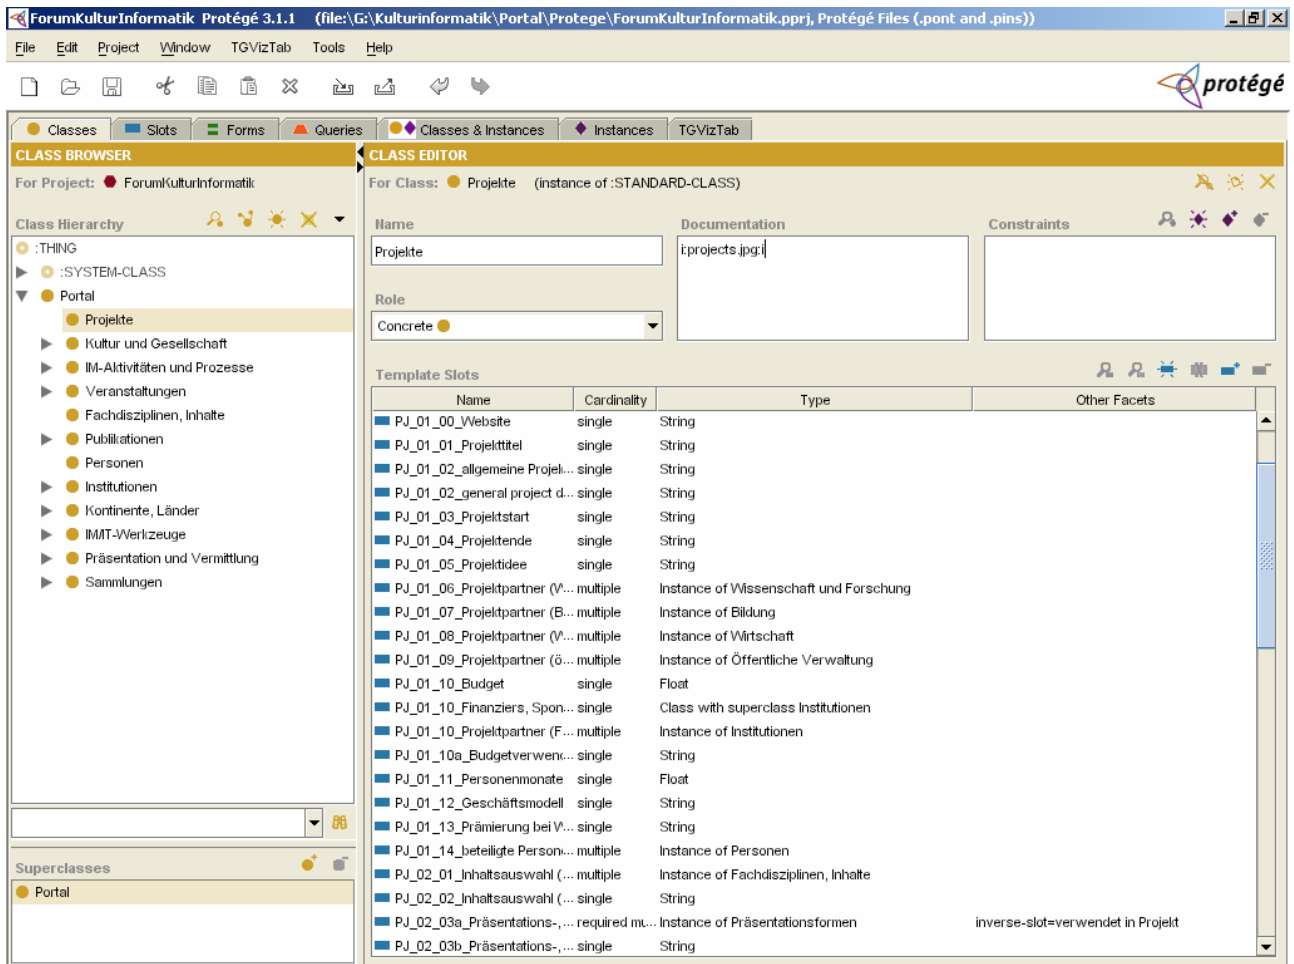 ForumKulturInformatik Protégé 3.1.1 (file:\G:\Kulturinformatik\Portal\Protege\ForumKulturInformatik.pprj, Protégé Files (.pont and .pins))
File Edit Project Window TGVizTab Tools Help
protégé
Classes Slots Forms Queries Classes & Instances Instances TGVizTab
CLASS BROWSER
For Project: ForumKulturInformatik
Class Hierarchy
:THING
:SYSTEM-CLASS
Portal
Projekte
Kultur und Gesellschaft
IM-Aktivitäten und Prozesse
Veranstaltungen
Fachdisziplinen, Inhalte
Publikationen
Personen
Institutionen
Kontinente, Länder
IM/IT-Werkzeuge
Präsentation und Vermittlung
Sammlungen
Superclasses
Portal
CLASS EDITOR
For Class: Projekte (instance of :STANDARD-CLASS)
Name Documentation Constraints
Projekte i:projects.jpg:i
Role
Concrete
Template Slots
Name Cardinality Type Other Facets
PJ_01_00_Website single String
PJ_01_01_Projekttitel single String
PJ_01_02_allgemeine Projek... single String
PJ_01_02_general project d... single String
PJ_01_03_Projektstart single String
PJ_01_04_Projektende single String
PJ_01_05_Projektidee single String
PJ_01_06_Projektpartner (W... multiple Instance of Wissenschaft und Forschung
PJ_01_07_Projektpartner (B... multiple Instance of Bildung
PJ_01_08_Projektpartner (W... multiple Instance of Wirtschaft
PJ_01_09_Projektpartner (ö... multiple Instance of Öffentliche Verwaltung
PJ_01_10_Budget single Float
PJ_01_10_Finanziers, Spon... single Class with superclass Institutionen
PJ_01_10_Projektpartner (F... multiple Instance of Institutionen
PJ_01_10a_Budgetverwen... single String
PJ_01_11_Personenmonate single Float
PJ_01_12_Geschäftsmodell single String
PJ_01_13_Prämierung bei W... single String
PJ_01_14_beteiligte Person... multiple Instance of Personen
PJ_02_01_Inhaltsauswahl (... multiple Instance of Fachdisziplinen, Inhalte
PJ_02_02_Inhaltsauswahl (... single String
PJ_02_03a_Präsentations-,... required mu... Instance of Präsentationsformen inverse-slot=verwendet in Projekt
PJ_02_03b_Präsentations-,... single String